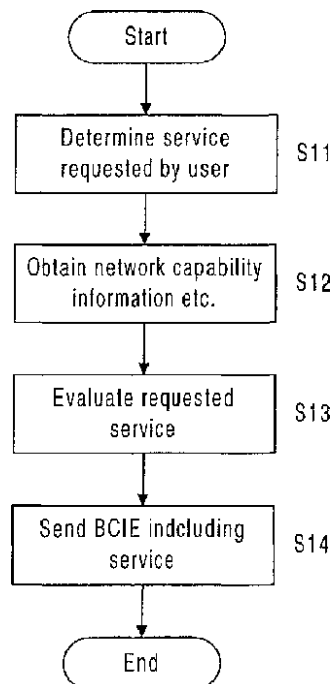 Start
Determine service
requested by user
S11
Obtain network capability
information etc.
S12
Evaluate requested
service
S13
Send BCIE indcluding
service
S14
End